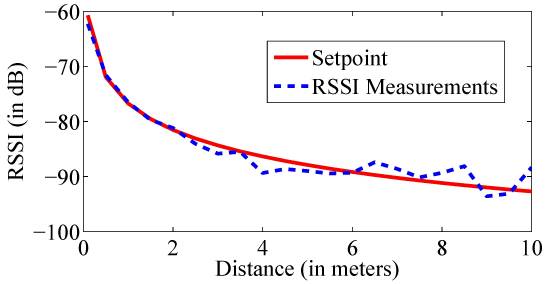 −60
−70
−80
−90
−100
RSSI (in dB)
Setpoint
RSSI Measurements
0 2 4 6 8 10
Distance (in meters)